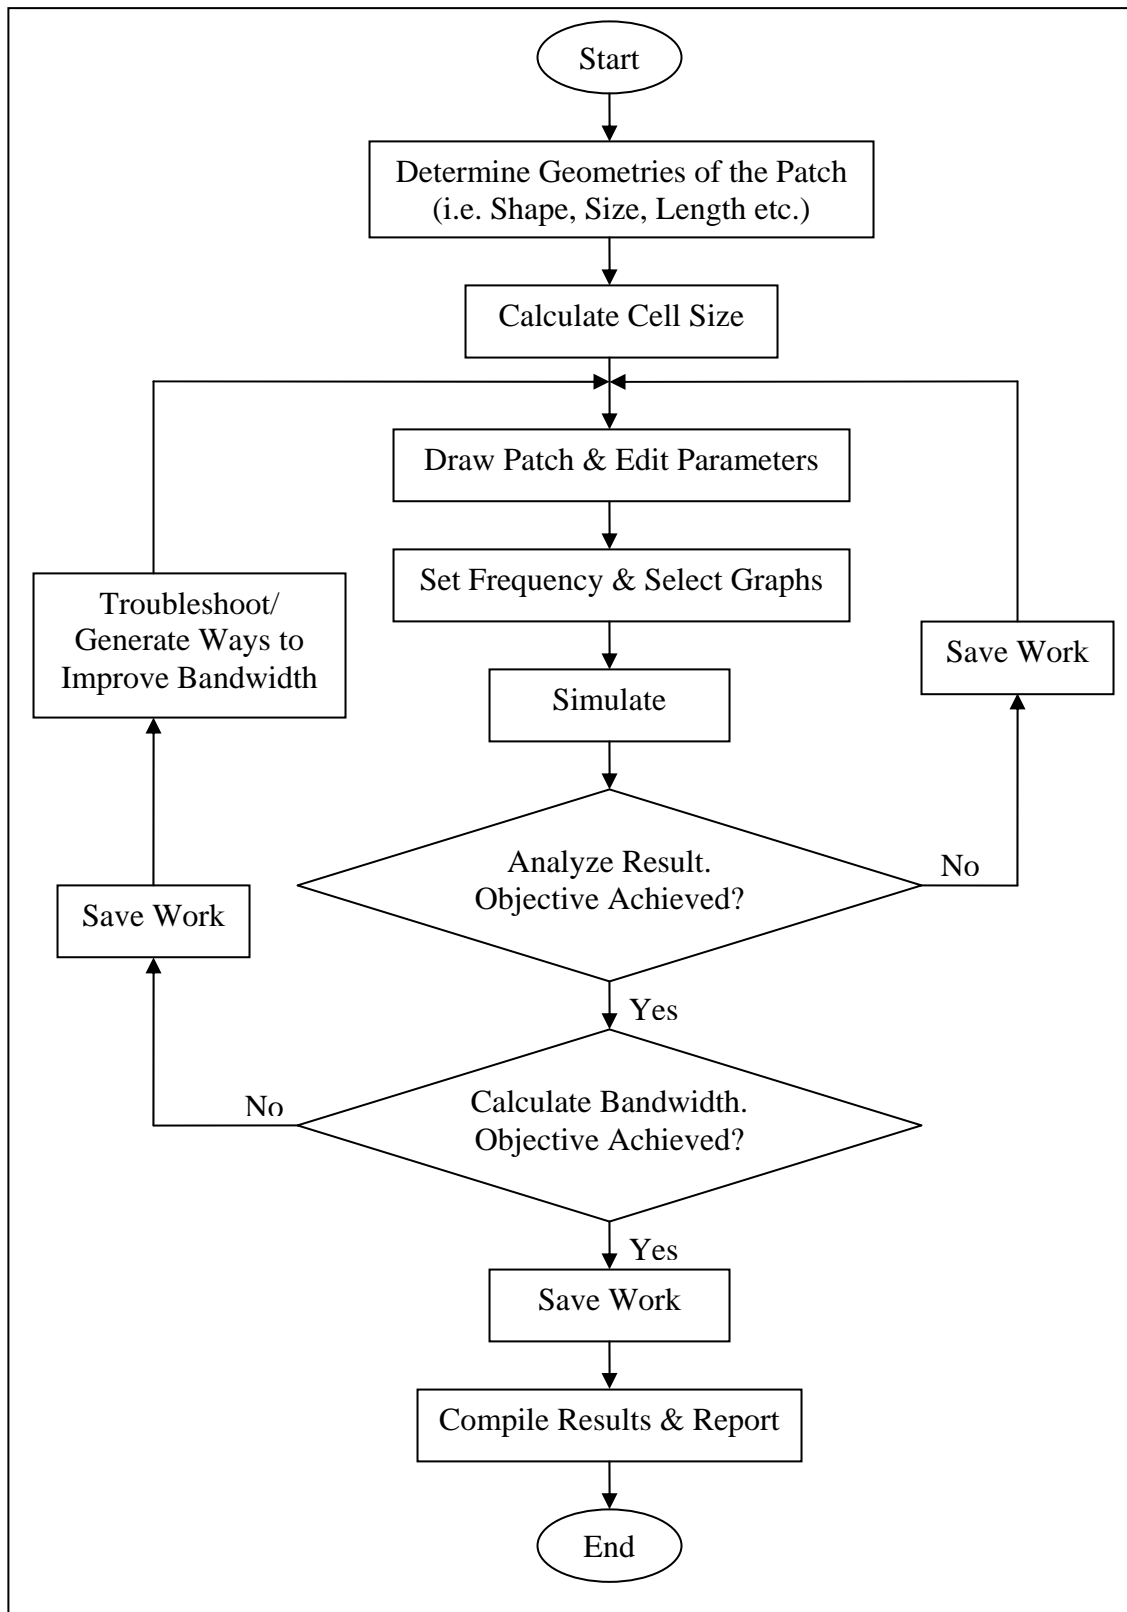 Start
Determine Geometries of the Patch
(i.e. Shape, Size, Length etc.)
Calculate Cell Size
Draw Patch & Edit Parameters
Set Frequency & Select Graphs
Troubleshoot/
Generate Ways to
Improve Bandwidth
Save Work
Simulate
Analyze Result.
Objective Achieved?
No
Save Work
Yes
Calculate Bandwidth.
Objective Achieved?
No
Yes
Save Work
Compile Results & Report
End